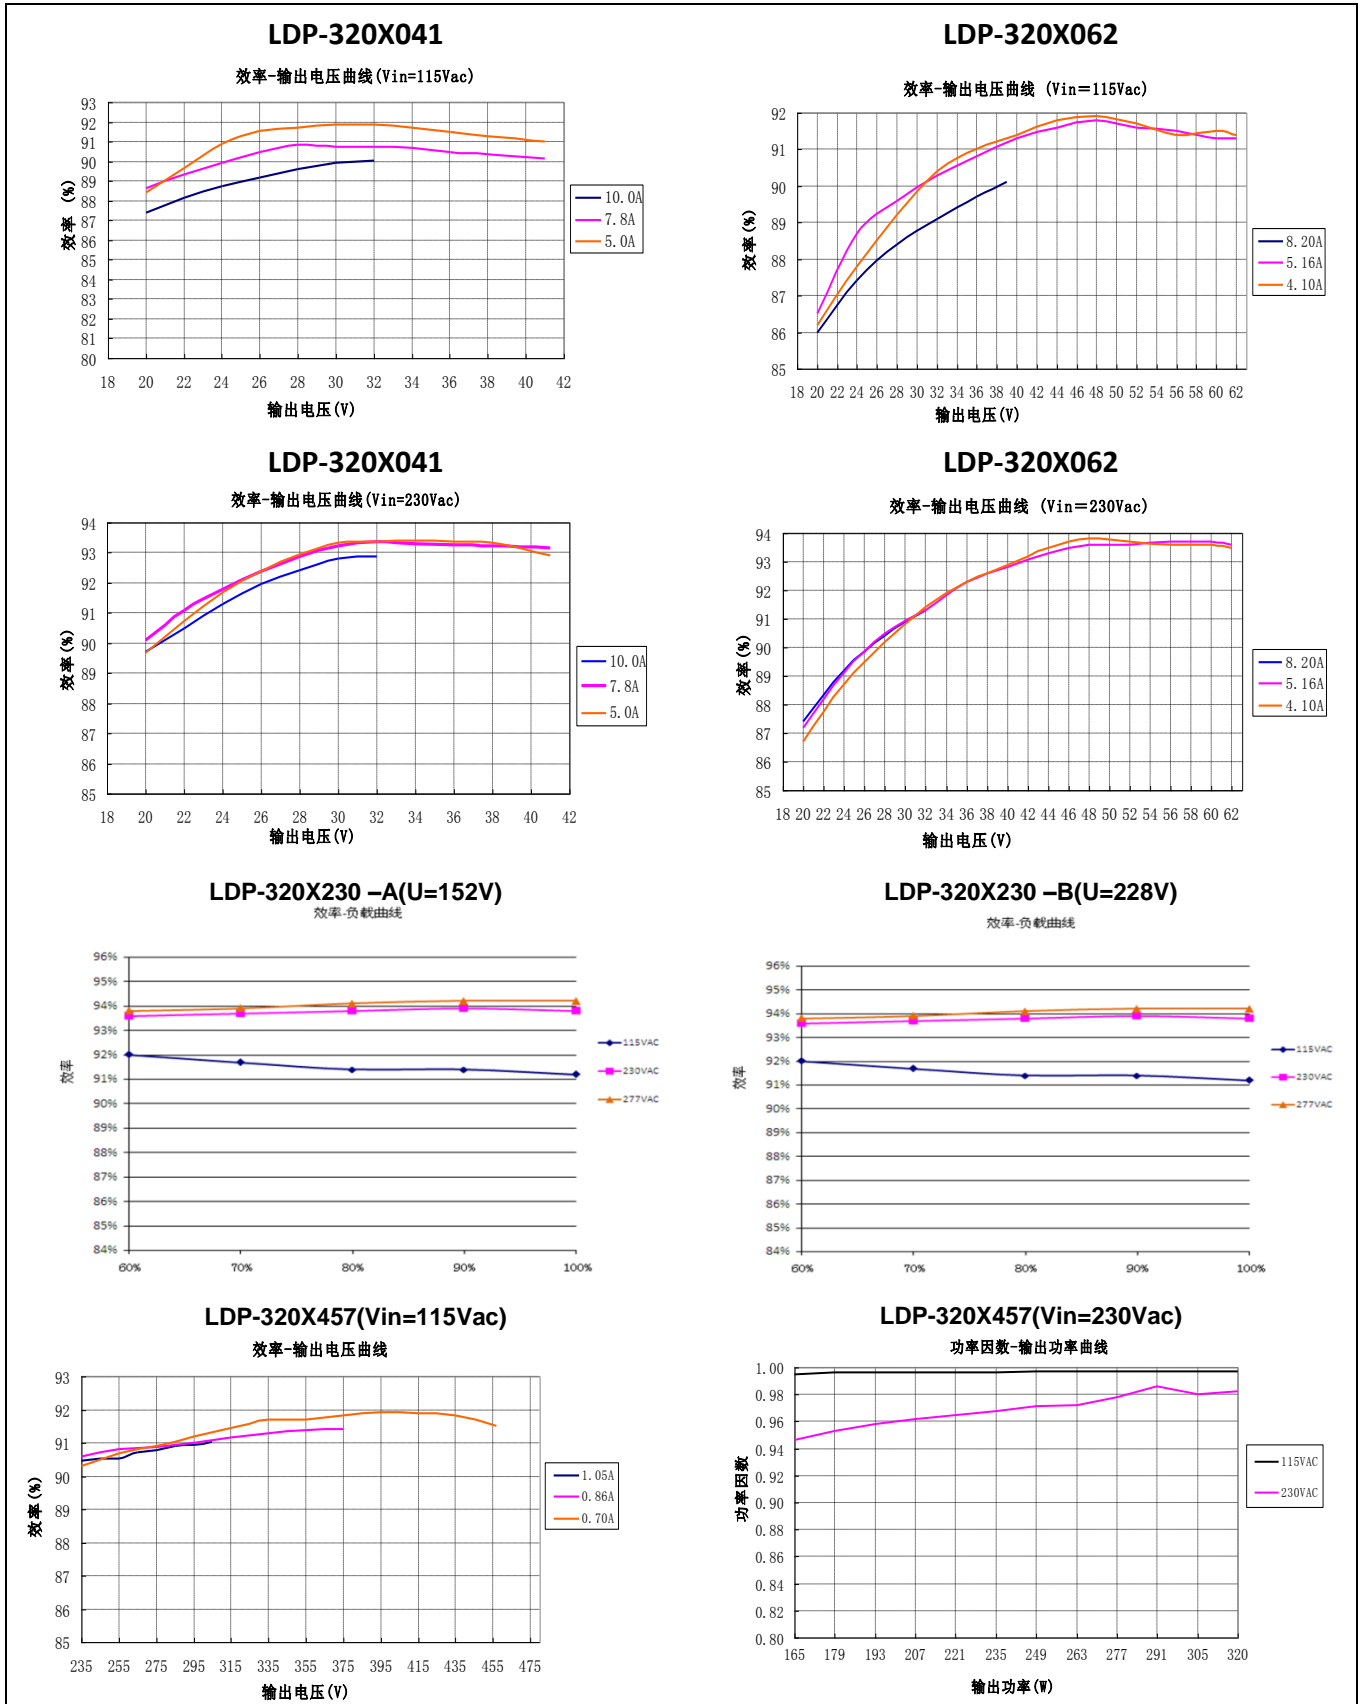 LDP-320X041
效率-输出电压曲线(Vin=115Vac)
93
92
91
90
89
88
87
86
85
84
83
82
81
80
18 20 22 24 26 28 30 32 34 36 38 40 42
效率 (%)
输出电压(V)
10.0A
7.8A
5.0A
LDP-320X062
效率-输出电压曲线 (Vin=115Vac)
92
91
90
89
88
87
86
85
18 20 22 24 26 28 30 32 34 36 38 40 42 44 46 48 50 52 54 56 58 60 62
效率(%)
输出电压(V)
8.20A
5.16A
4.10A
LDP-320X041
效率-输出电压曲线(Vin=230Vac)
94
93
92
91
90
89
88
87
86
85
18 20 22 24 26 28 30 32 34 36 38 40 42
效率(%)
输出电压(V)
10.0A
7.8A
5.0A
LDP-320X062
效率-输出电压曲线 (Vin=230Vac)
94
93
92
91
90
89
88
87
86
85
18 20 22 24 26 28 30 32 34 36 38 40 42 44 46 48 50 52 54 56 58 60 62
效率(%)
输出电压(V)
8.20A
5.16A
4.10A
LDP-320X230 –A(U=152V)
效率-负载曲线
96%
95%
94%
93%
92%
91%
90%
89%
88%
87%
86%
85%
84%
60% 70% 80% 90% 100%
效率
115VAC
230VAC
277VAC
LDP-320X230 –B(U=228V)
效率-负载曲线
96%
95%
94%
93%
92%
91%
90%
89%
88%
87%
86%
85%
84%
60% 70% 80% 90% 100%
效率
115VAC
230VAC
277VAC
LDP-320X457(Vin=115Vac)
效率-输出电压曲线
93
92
91
90
89
88
87
86
85
235 255 275 295 315 335 355 375 395 415 435 455 475
效率(%)
输出电压(V)
1.05A
0.86A
0.70A
LDP-320X457(Vin=230Vac)
功率因数-输出功率曲线
1.00
0.98
0.96
0.94
0.92
0.90
0.88
0.86
0.84
0.82
0.80
165 179 193 207 221 235 249 263 277 291 305 320
功率因数
输出功率(W)
115VAC
230VAC